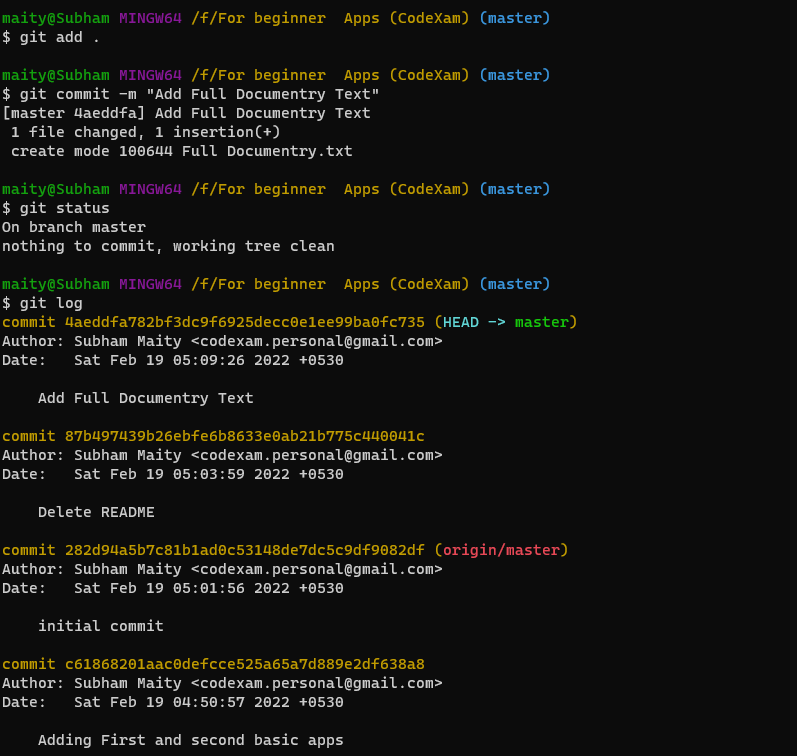 maity@Subham MINGW64 /f/For beginner  Apps (CodeXam) (master)
$ git add .
maity@Subham MINGW64 /f/For beginner  Apps (CodeXam) (master)
$ git commit -m "Add Full Documentry Text"
[master 4aeddfa] Add Full Documentry Text
 1 file changed, 1 insertion(+)
 create mode 100644 Full Documentry.txt
maity@Subham MINGW64 /f/For beginner  Apps (CodeXam) (master)
$ git status
On branch master
nothing to commit, working tree clean
maity@Subham MINGW64 /f/For beginner  Apps (CodeXam) (master)
$ git log
commit 4aeddfa782bf3dc9f6925decc0e1ee99ba0fc735 (HEAD -> master)
Author: Subham Maity <codexam.personal@gmail.com>
Date:   Sat Feb 19 05:09:26 2022 +0530
    Add Full Documentry Text
commit 87b497439b26ebfe6b8633e0ab21b775c440041c
Author: Subham Maity <codexam.personal@gmail.com>
Date:   Sat Feb 19 05:03:59 2022 +0530
    Delete README
commit 282d94a5b7c81b1ad0c53148de7dc5c9df9082df (origin/master)
Author: Subham Maity <codexam.personal@gmail.com>
Date:   Sat Feb 19 05:01:56 2022 +0530
    initial commit
commit c61868201aac0defcce525a65a7d889e2df638a8
Author: Subham Maity <codexam.personal@gmail.com>
Date:   Sat Feb 19 04:50:57 2022 +0530
    Adding First and second basic apps